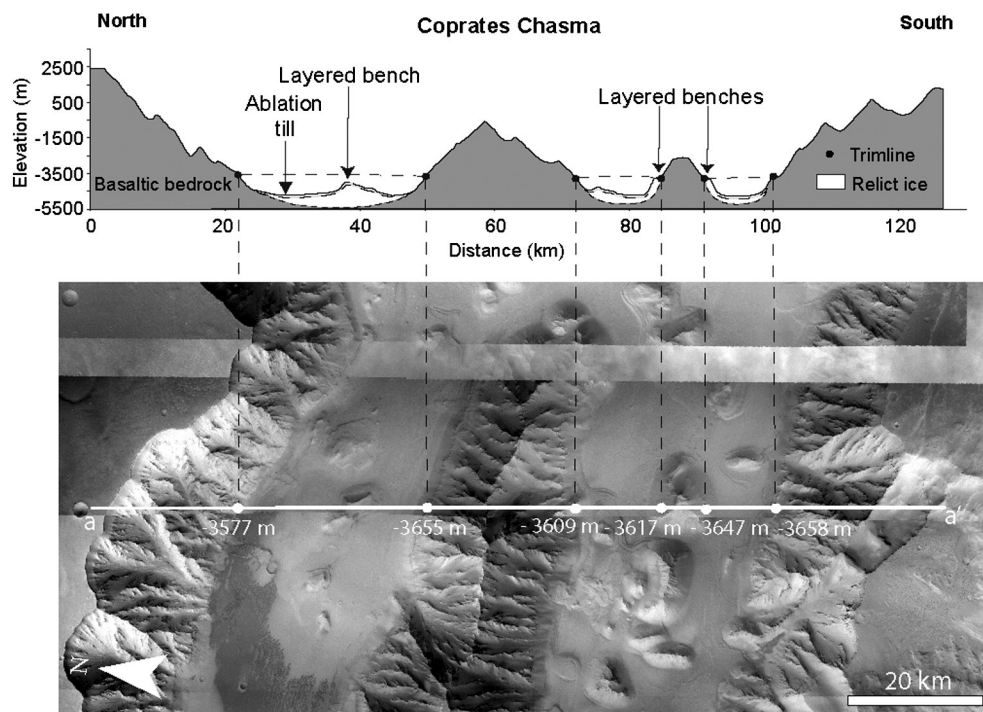 North
Coprates Chasma
South
Elevation (m)
2500
500
-1500
-3500
-5500
Layered bench
Ablation
till
Layered benches
Trimline
Relict ice
Basaltic bedrock
0
20
40
60
80
100
120
Distance (km)
a
a'
-3577 m
-3655 m
-3609 m
-3617 m
-3647 m
-3658 m
N
20 km